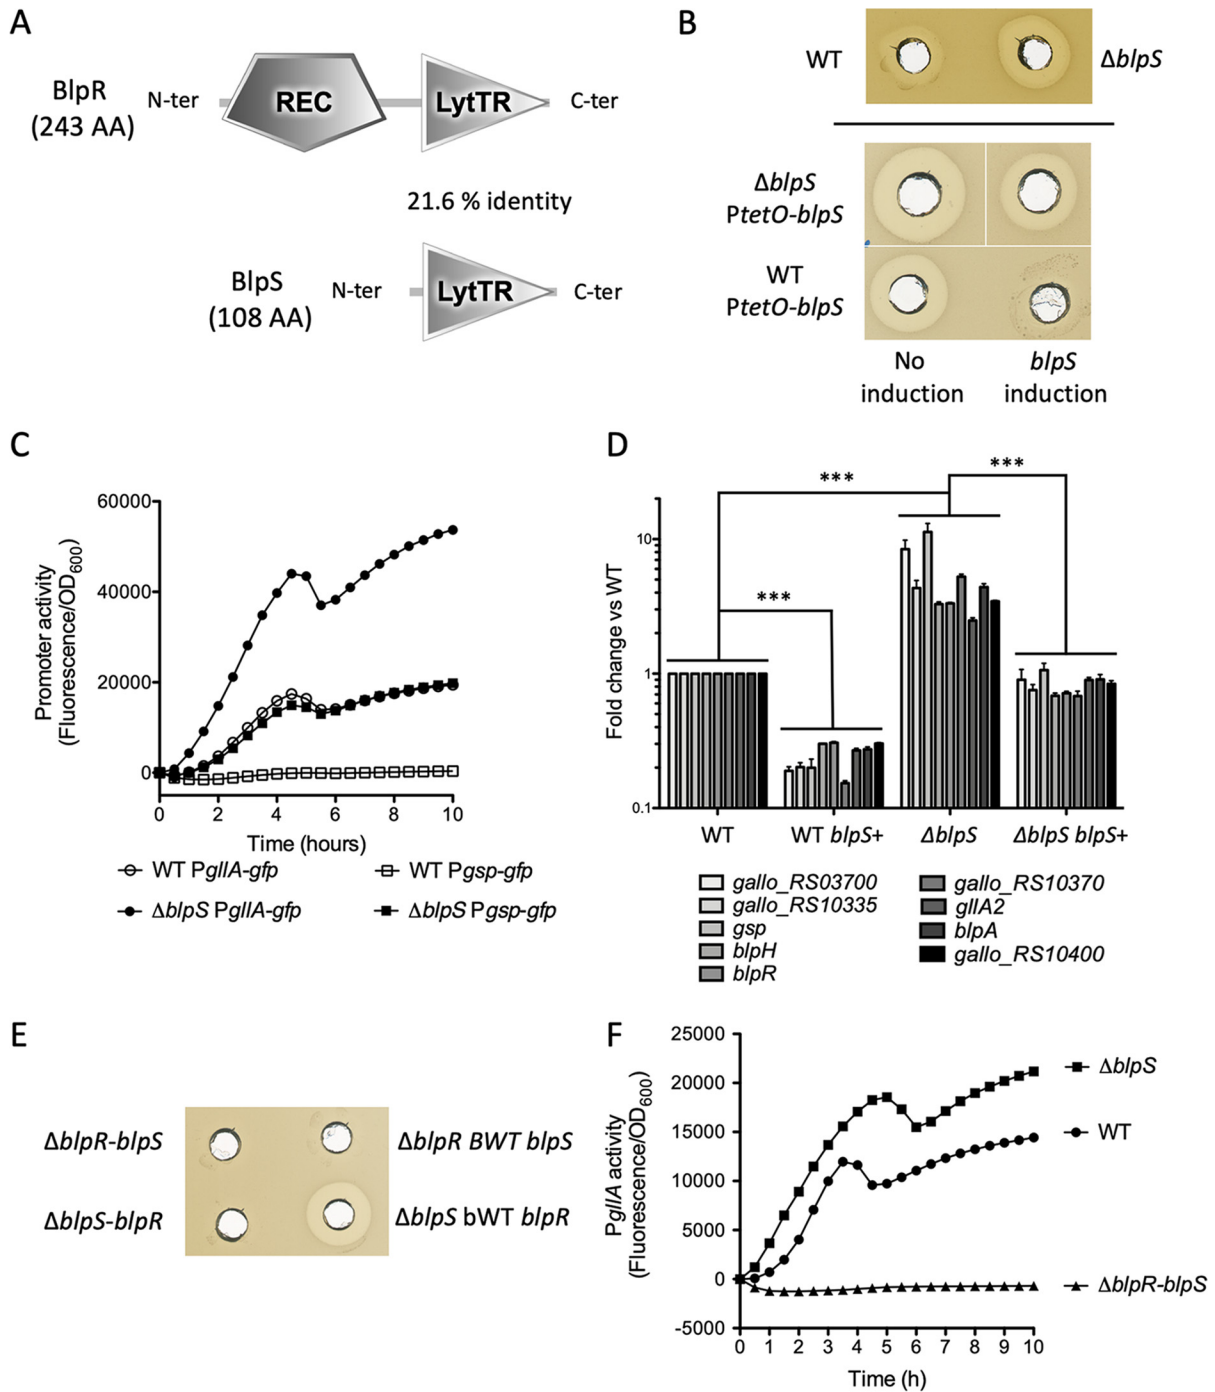 A
BlpR
(243 AA)
N-ter
REC
LytTR
C-ter
21.6 % identity
BlpS
(108 AA)
N-ter
LytTR
C-ter
B
WT
ΔblpS
ΔblpS
PtetO-blpS
WT
PtetO-blpS
No
induction
blpS
induction
C
Promoter activity
(Fluorescence/OD600)
60000
40000
20000
0
0 2 4 6 8 10
Time (hours)
WT PgllA-gfp
WT Pgsp-gfp
ΔblpS PgllA-gfp
ΔblpS Pgsp-gfp
D
Fold change vs WT
10
1
0.1
***
***
***
WT
WT blpS+
ΔblpS
ΔblpS blpS+
gallo_RS03700
gallo_RS10335
gsp
blpH
blpR
gallo_RS10370
gllA2
blpA
gallo_RS10400
E
ΔblpR-blpS
ΔblpR BWT blpS
ΔblpS-blpR
ΔblpS bWT blpR
F
PgllA activity
(Fluorescence/OD600)
25000
20000
15000
10000
5000
0
-5000
0 1 2 3 4 5 6 7 8 9 10
Time (h)
ΔblpS
WT
ΔblpR-blpS